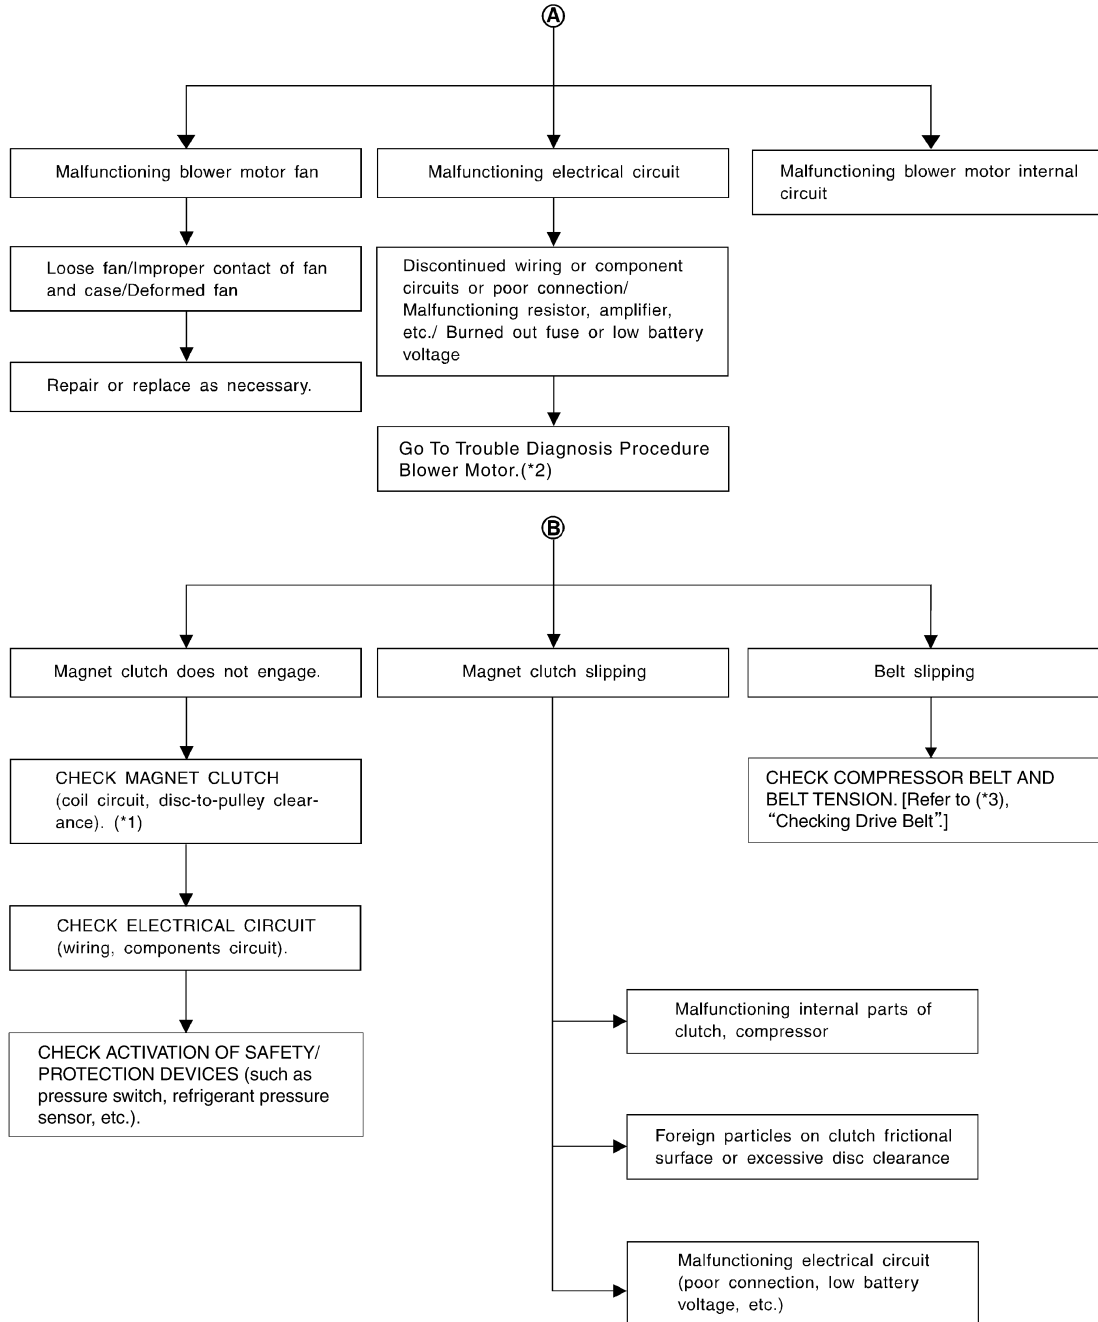 A
Malfunctioning blower motor fan
Loose fan/Improper contact of fan
and case/Deformed fan
Repair or replace as necessary.
Malfunctioning electrical circuit
Discontinued wiring or component
circuits or poor connection/
Malfunctioning resistor, amplifier,
etc./ Burned out fuse or low battery
voltage
Go To Trouble Diagnosis Procedure
Blower Motor.(*2)
Malfunctioning blower motor internal
circuit
B
Magnet clutch does not engage.
CHECK MAGNET CLUTCH
(coil circuit, disc-to-pulley clear-
ance). (*1)
CHECK ELECTRICAL CIRCUIT
(wiring, components circuit).
CHECK ACTIVATION OF SAFETY/
PROTECTION DEVICES (such as
pressure switch, refrigerant pressure
sensor, etc.).
Magnet clutch slipping
Malfunctioning internal parts of
clutch, compressor
Foreign particles on clutch frictional
surface or excessive disc clearance
Malfunctioning electrical circuit
(poor connection, low battery
voltage, etc.)
Belt slipping
CHECK COMPRESSOR BELT AND
BELT TENSION. [Refer to (*3),
“Checking Drive Belt”.]